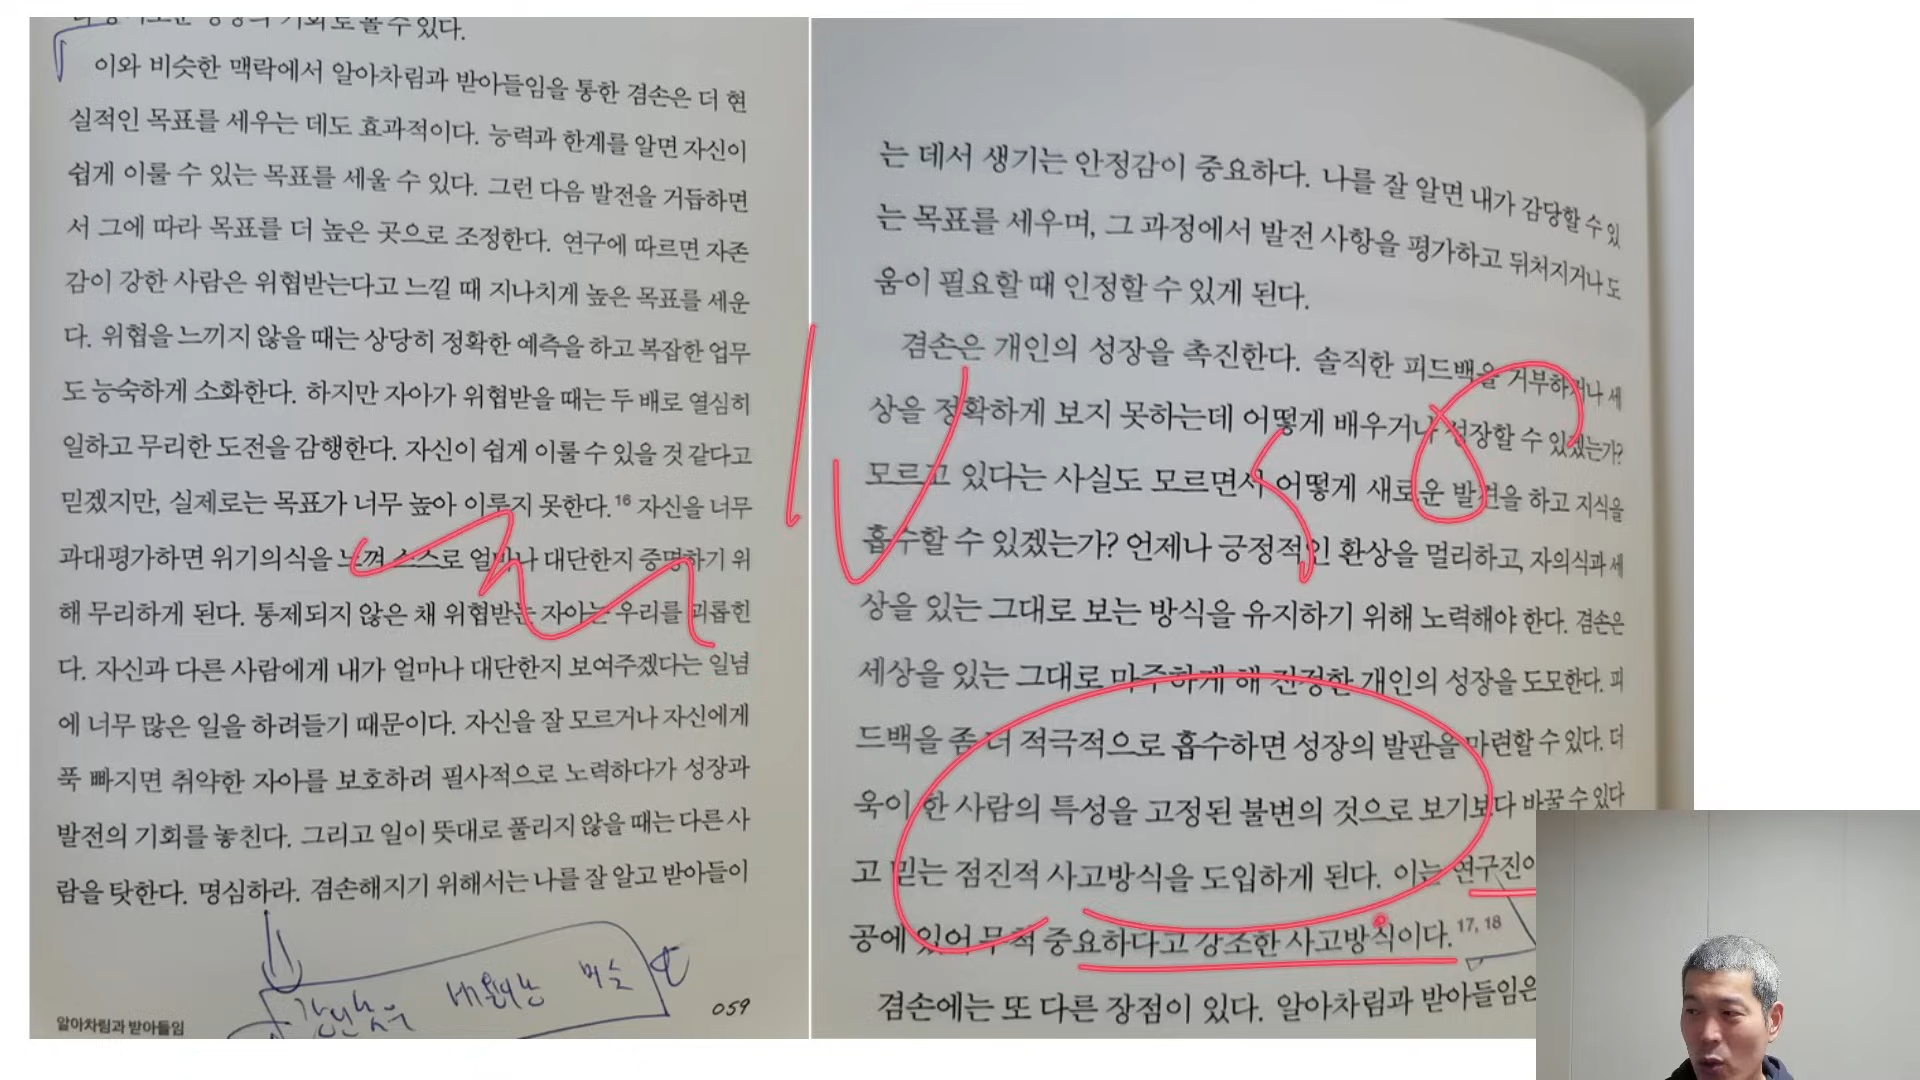 이와 비슷한 맥락에서 알아차림과 받아들임을 통한 겸손은 더 현
실적인 목표를 세우는 데도 효과적이다. 능력과 한계를 알면 자신이
쉽게 이룰 수 있는 목표를 세울 수 있다. 그런 다음 발전을 거듭하면
서 그에 따라 목표를 더 높은 곳으로 조정한다. 연구에 따르면 자존
감이 강한 사람은 위협받는다고 느낄 때 지나치게 높은 목표를 세운
다. 위협을 느끼지 않을 때는 상당히 정확한 예측을 하고 복잡한 업무
도 능숙하게 소화한다. 하지만 자아가 위협받을 때는 두 배로 열심히
일하고 무리한 도전을 감행한다. 자신이 쉽게 이룰 수 있을 것 같다고
믿겠지만, 실제로는 목표가 너무 높아 이루지 못한다.16 자신을 너무
과대평가하면 위기의식을 느껴 스스로 얼마나 대단한지 증명하기 위
해 무리하게 된다. 통제되지 않은 채 위협받는 자아는 우리를 괴롭힌
다. 자신과 다른 사람에게 내가 얼마나 대단한지 보여주겠다는 일념
에 너무 많은 일을 하려들기 때문이다. 자신을 잘 모르거나 자신에게
푹 빠지면 취약한 자아를 보호하려 필사적으로 노력하다가 성장과
발전의 기회를 놓친다. 그리고 일이 뜻대로 풀리지 않을 때는 다른 사
람을 탓한다. 명심하라. 겸손해지기 위해서는 나를 잘 알고 받아들이
알아차림과 받아들임
059
는 데서 생기는 안정감이 중요하다. 나를 잘 알면 내가 감당할 수 있
는 목표를 세우며, 그 과정에서 발전 사항을 평가하고 뒤처지거나 도
움이 필요할 때 인정할 수 있게 된다.
겸손은 개인의 성장을 촉진한다. 솔직한 피드백을 거부하거나 세
상을 정확하게 보지 못하는데 어떻게 배우거나 성장할 수 있겠는가?
모르고 있다는 사실도 모르면서 어떻게 새로운 발견을 하고 지식을
흡수할 수 있겠는가? 언제나 긍정적인 환상을 멀리하고, 자의식과 세
상을 있는 그대로 보는 방식을 유지하기 위해 노력해야 한다. 겸손은
세상을 있는 그대로 마주하게 해 진정한 개인의 성장을 도모한다. 피
드백을 좀 더 적극적으로 흡수하면 성장의 발판을 마련할 수 있다. 더
욱이 한 사람의 특성을 고정된 불변의 것으로 보기보다 바꿀 수 있다
고 믿는 점진적 사고방식을 도입하게 된다. 이는 연구진이
공에 있어 무척 중요하다고 강조한 사고방식이다.17, 18
겸손에는 또 다른 장점이 있다. 알아차림과 받아들임은